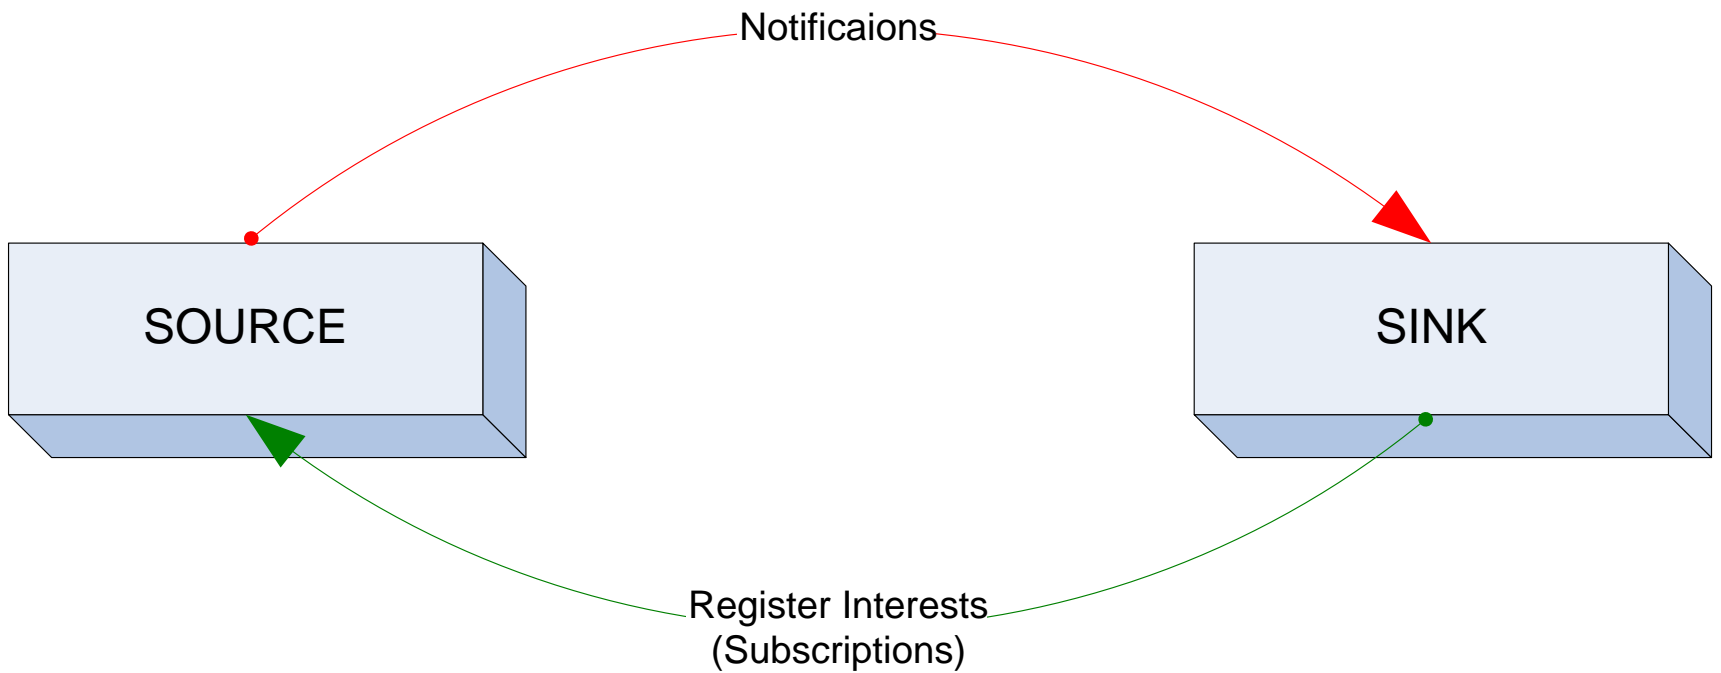 Notificaions
SOURCE
SINK
Register Interests
(Subscriptions)